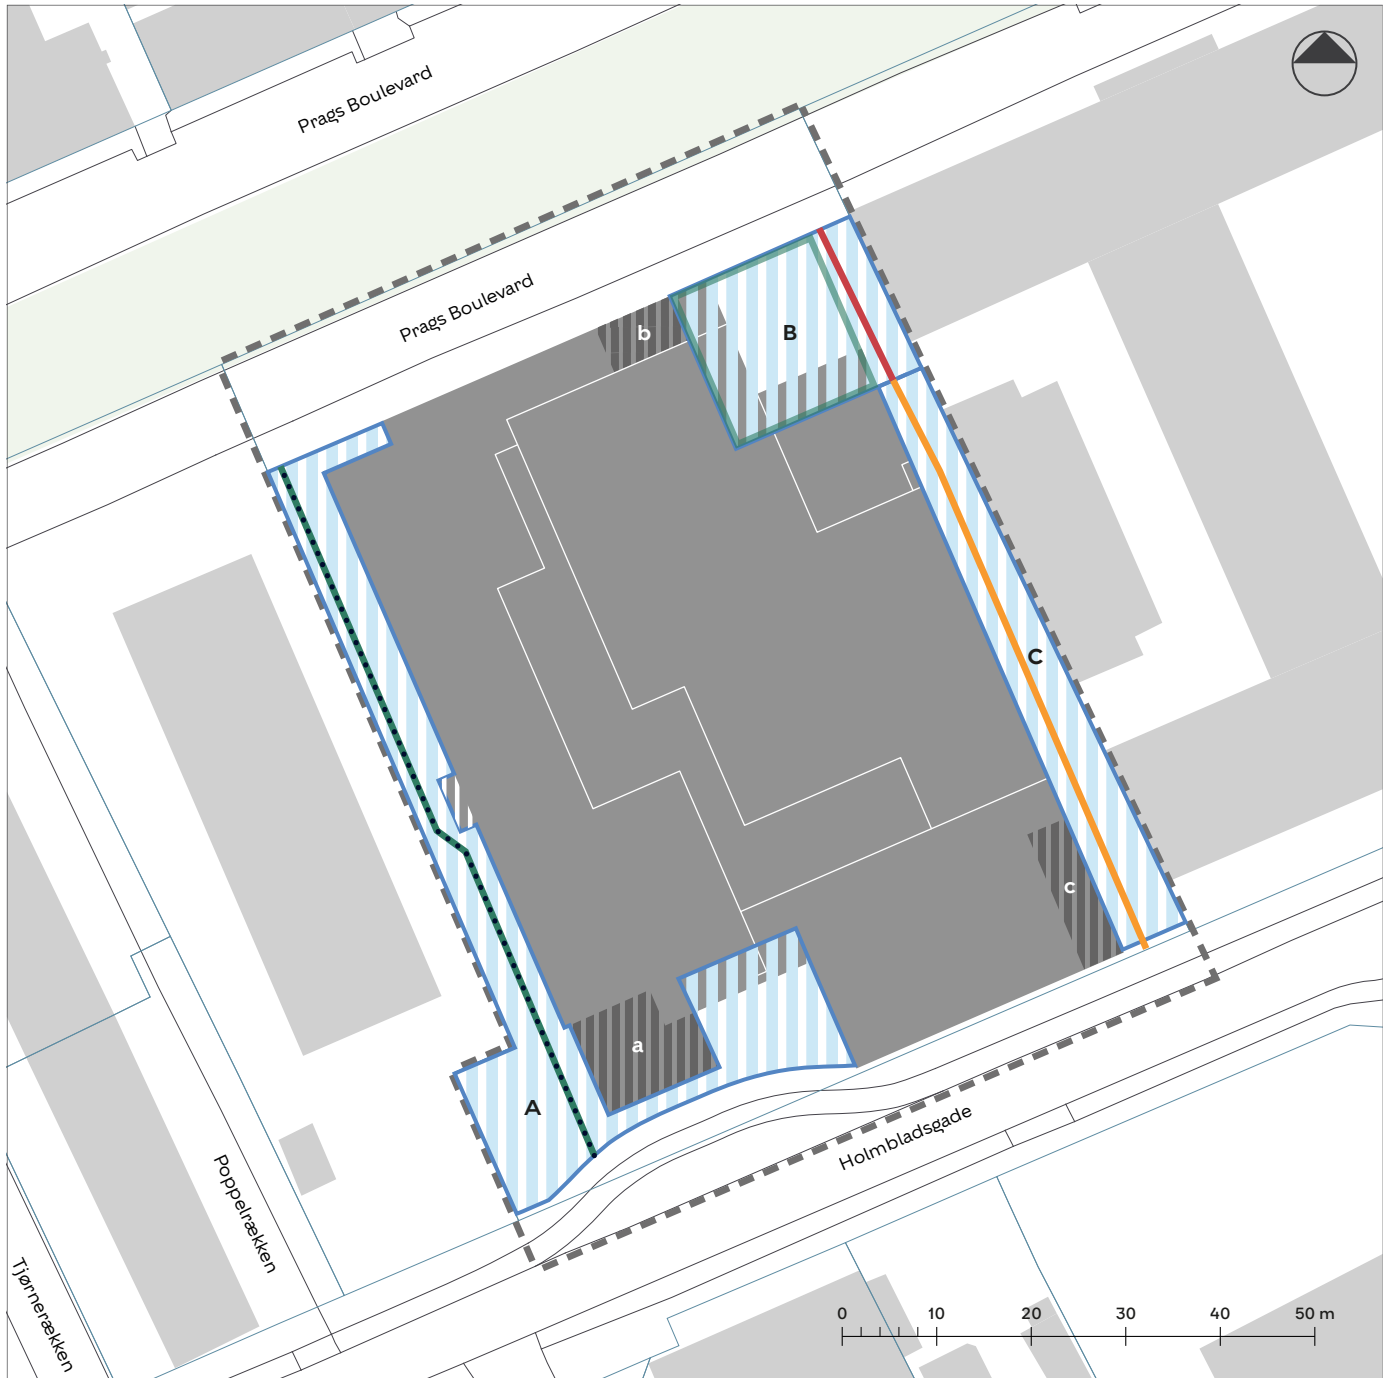 Prags Boulevard
Prags Boulevard
b
B
C
c
a
A
Holmbladsgade
Poppelrækken
Tjørnerækken
0 10 20 30 40 50 m